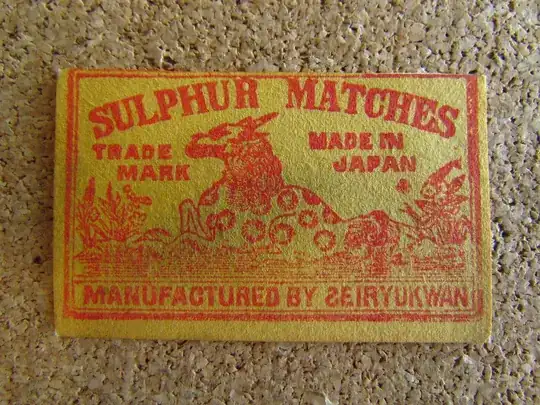 SULPHUR MATCHES
TRADE MARK
MADE IN JAPAN
MANUFACTURED BY SEIRYUKWAN